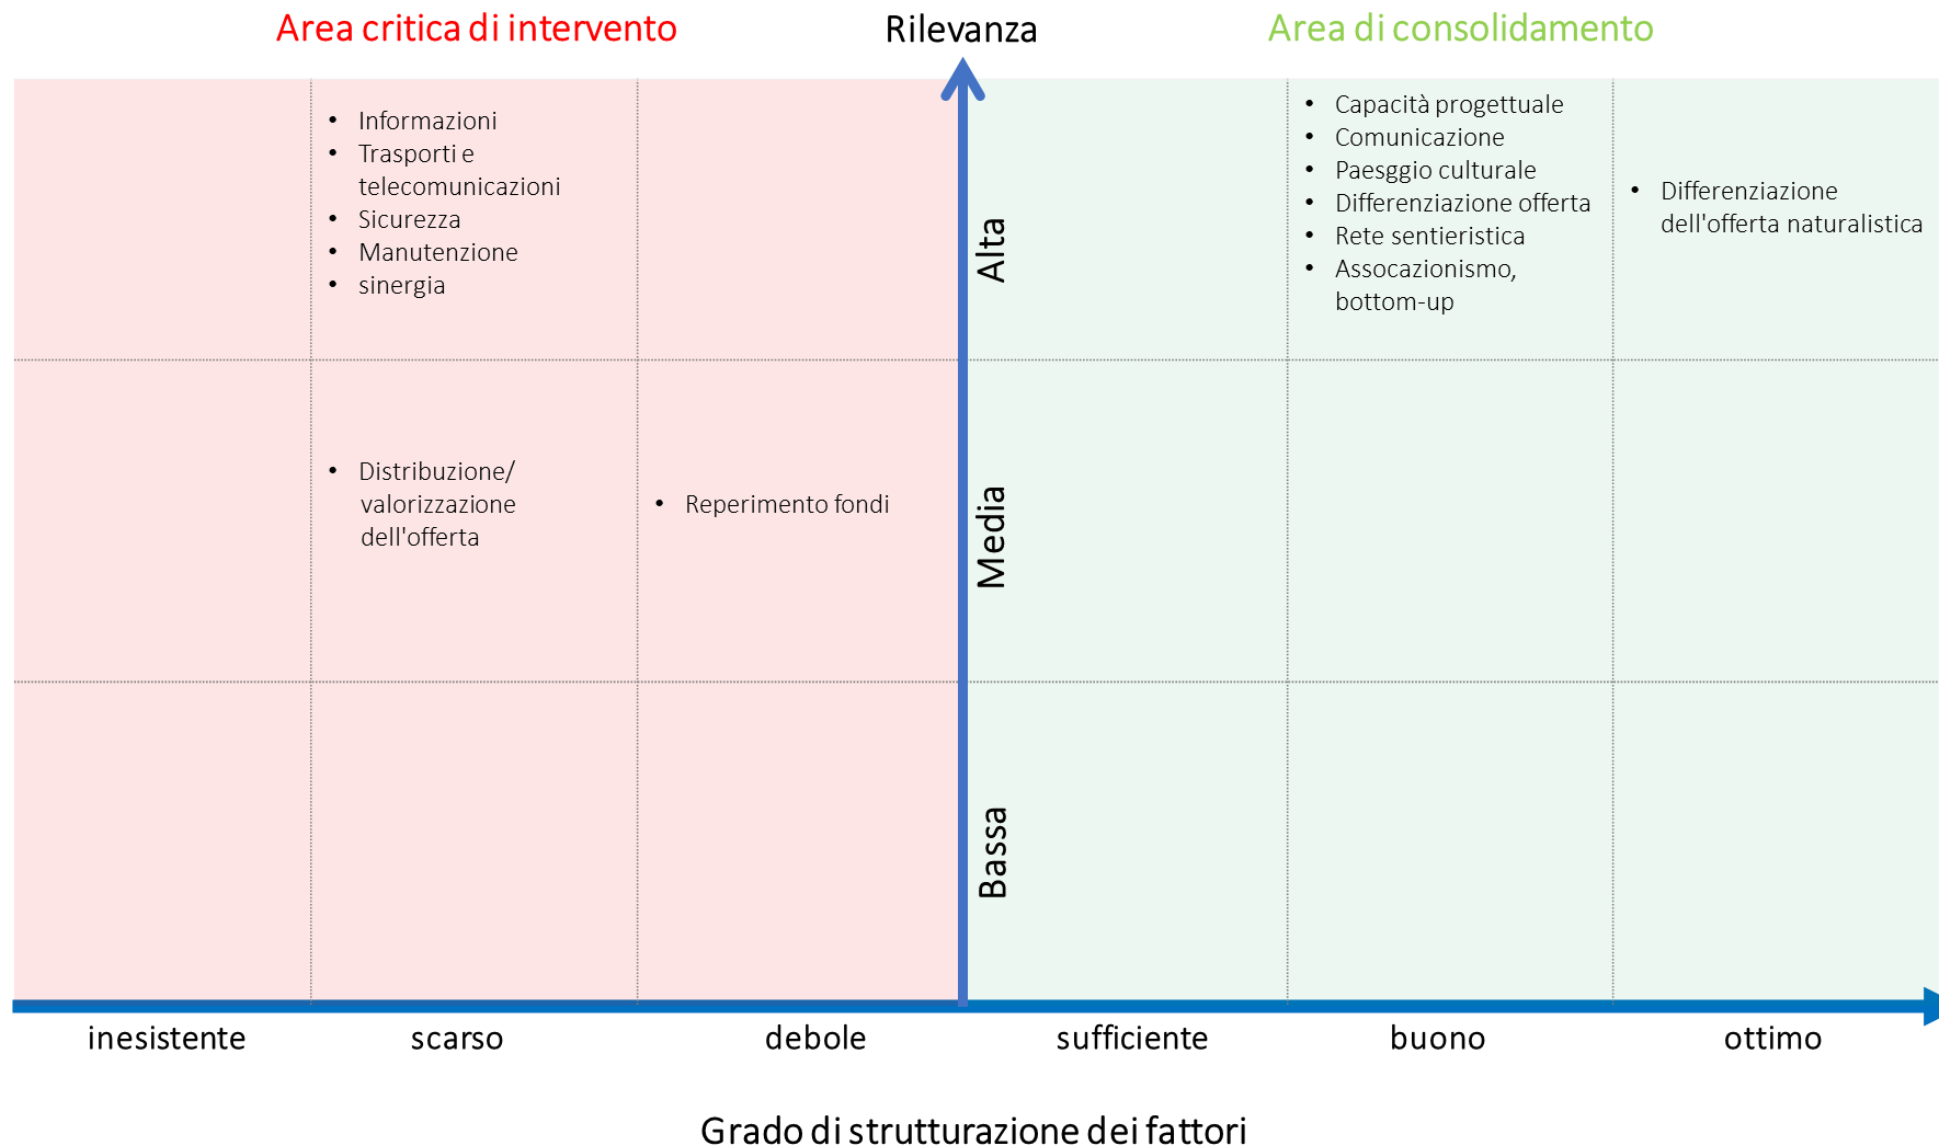 Area critica di intervento
Rilevanza
Area di consolidamento
• Informazioni
• Trasporti e
telecomunicazioni
• Sicurezza
• Manutenzione
• sinergia
Alta
• Capacità progettuale
• Comunicazione
• Paesggio culturale
• Differenziazione offerta
• Rete sentieristica
• Assocazionismo,
bottom-up
• Differenziazione
dell'offerta naturalistica
• Distribuzione/
valorizzazione
dell'offerta
• Reperimento fondi
Media
Bassa
inesistente
scarso
debole
sufficiente
buono
ottimo
Grado di strutturazione dei fattori